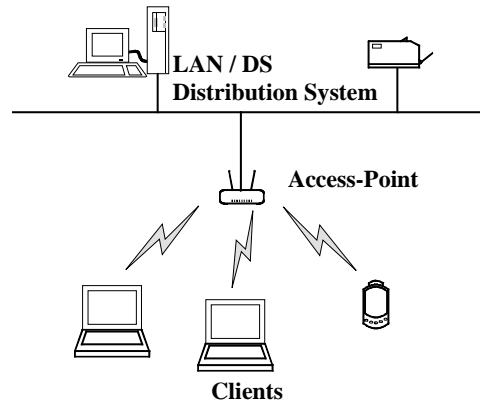 LAN / DS
Distribution System
Access-Point
Clients